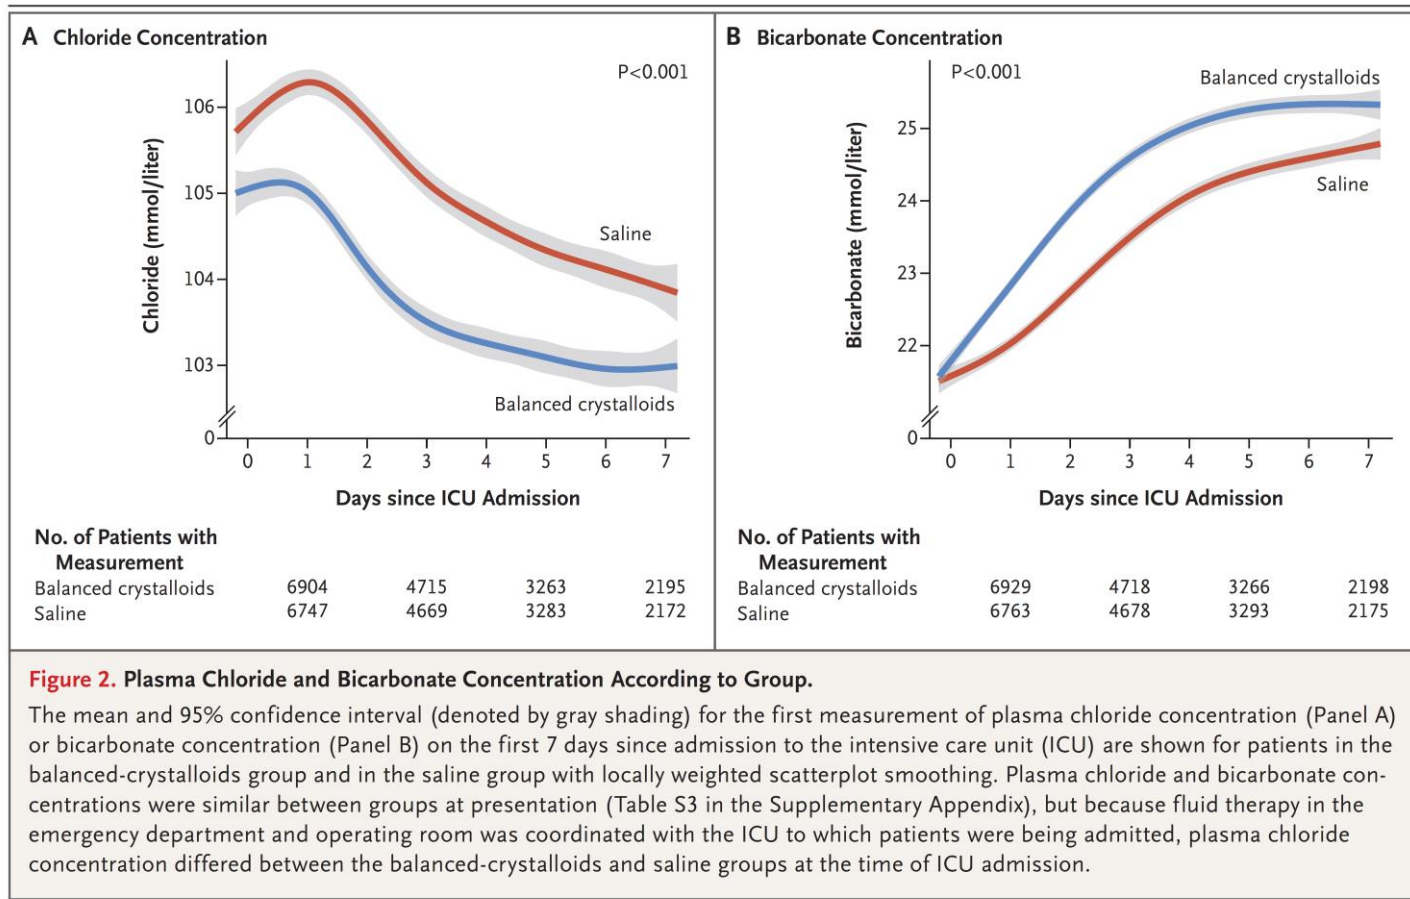 A Chloride Concentration
P<0.001
Chloride (mmol/liter)
106
105
104
103
0
Saline
Balanced crystalloids
0 1 2 3 4 5 6 7
Days since ICU Admission
No. of Patients with
Measurement
Balanced crystalloids 6904 4715 3263 2195
Saline 6747 4669 3283 2172
B Bicarbonate Concentration
P<0.001
Bicarbonate (mmol/liter)
25
24
23
22
0
Balanced crystalloids
Saline
0 1 2 3 4 5 6 7
Days since ICU Admission
No. of Patients with
Measurement
Balanced crystalloids 6929 4718 3266 2198
Saline 6763 4678 3293 2175
Figure 2. Plasma Chloride and Bicarbonate Concentration According to Group.
The mean and 95% confidence interval (denoted by gray shading) for the first measurement of plasma chloride concentration (Panel A)
or bicarbonate concentration (Panel B) on the first 7 days since admission to the intensive care unit (ICU) are shown for patients in the
balanced-crystalloids group and in the saline group with locally weighted scatterplot smoothing. Plasma chloride and bicarbonate con-
centrations were similar between groups at presentation (Table S3 in the Supplementary Appendix), but because fluid therapy in the
emergency department and operating room was coordinated with the ICU to which patients were being admitted, plasma chloride
concentration differed between the balanced-crystalloids and saline groups at the time of ICU admission.